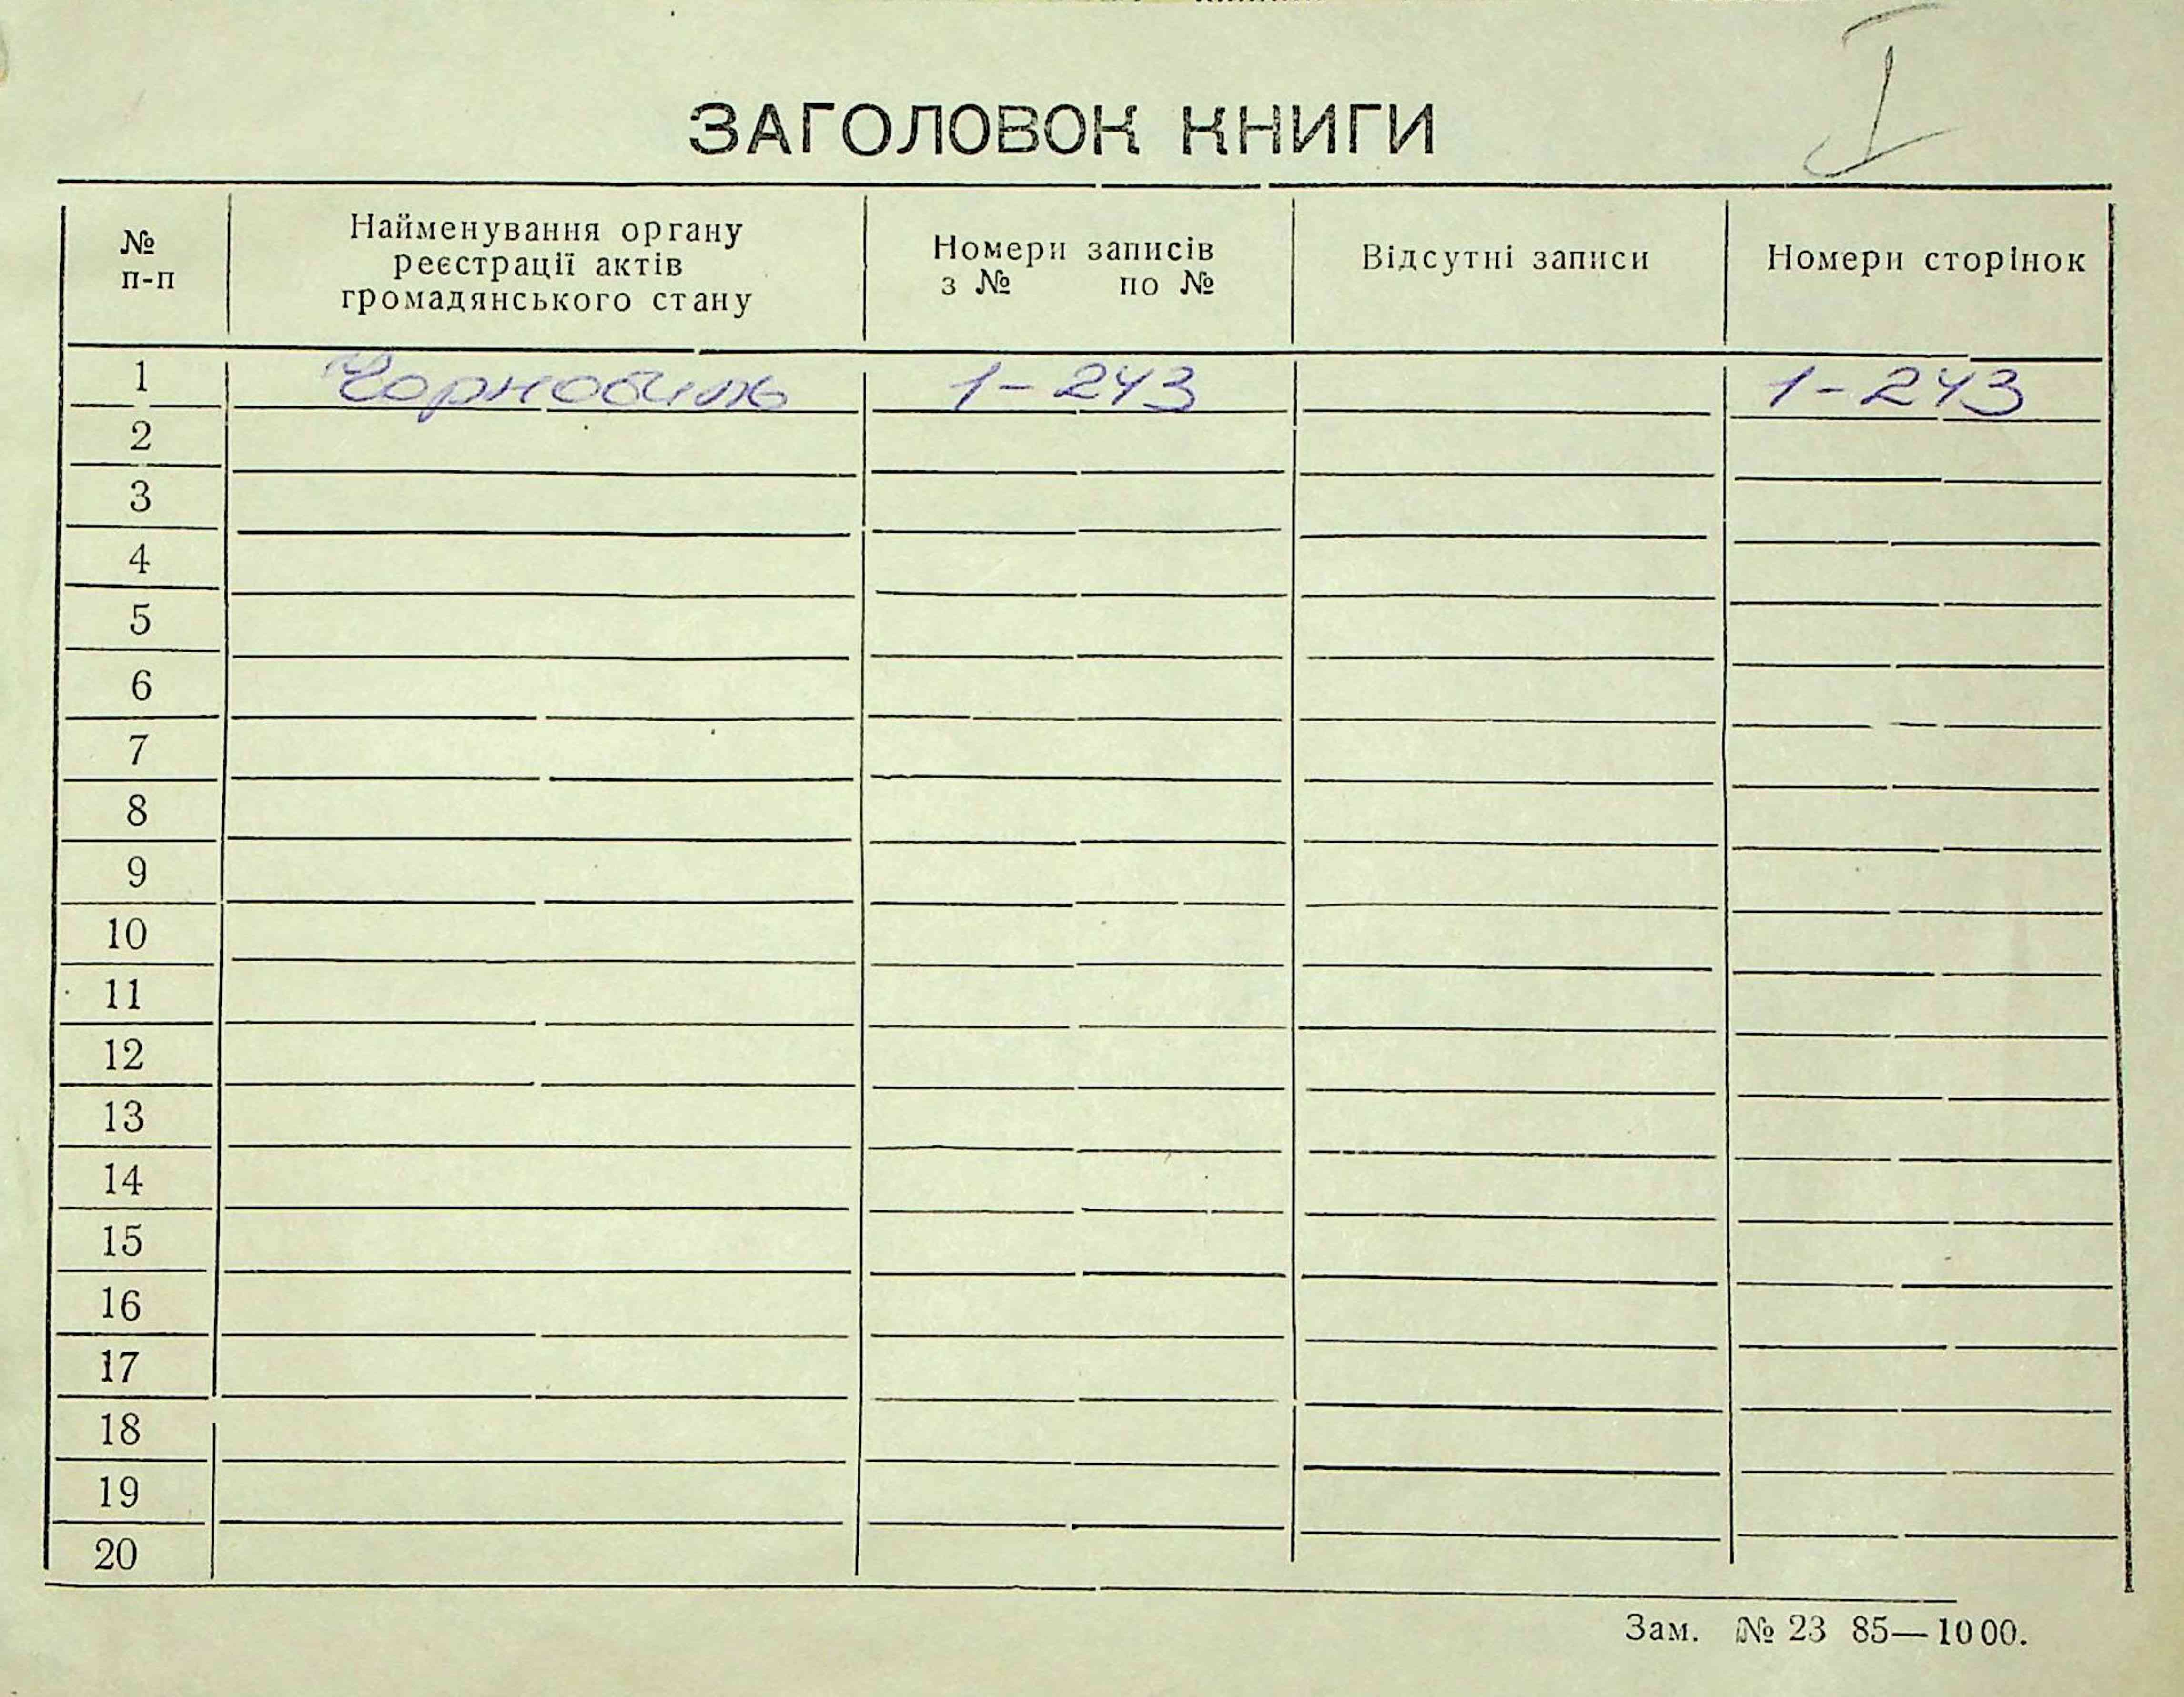 I
ЗАГОЛОВОК КНИГИ
№ п-п
Найменування органу
реєстрації актів
громадянського стану
Номери записів
з № по №
Відсутні записи
Номери сторінок
1 Чорнобиль 1-243 1-243
2
3
4
5
6
7
8
9
10
11
12
13
14
15
16
17
18
19
20
Зам. № 23 85—1000.